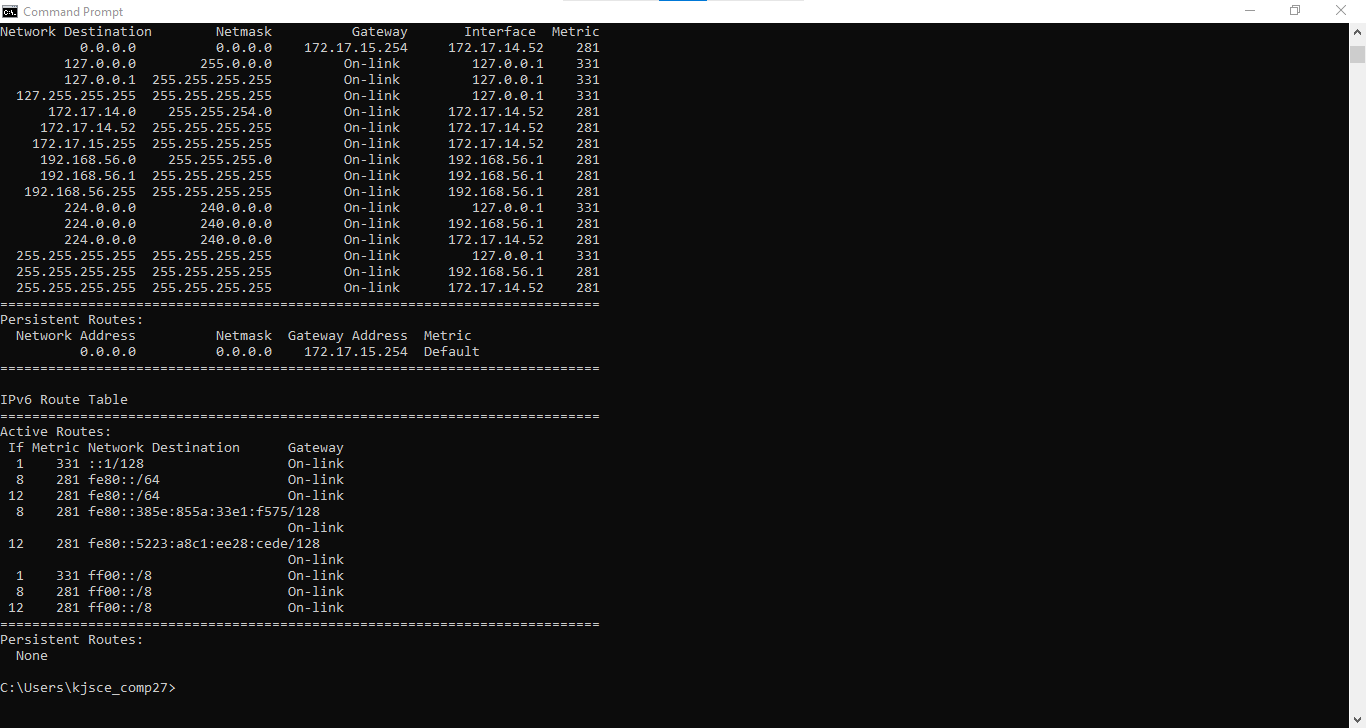 Command Prompt
Network Destination        Netmask          Gateway       Interface  Metric
          0.0.0.0          0.0.0.0    172.17.15.254     172.17.14.52    281
        127.0.0.0        255.0.0.0         On-link         127.0.0.1    331
        127.0.0.1  255.255.255.255         On-link         127.0.0.1    331
  127.255.255.255  255.255.255.255         On-link         127.0.0.1    331
      172.17.14.0    255.255.254.0         On-link      172.17.14.52    281
     172.17.14.52  255.255.255.255         On-link      172.17.14.52    281
    172.17.15.255  255.255.255.255         On-link      172.17.14.52    281
     192.168.56.0    255.255.255.0         On-link      192.168.56.1    281
     192.168.56.1  255.255.255.255         On-link      192.168.56.1    281
   192.168.56.255  255.255.255.255         On-link      192.168.56.1    281
        224.0.0.0        240.0.0.0         On-link         127.0.0.1    331
        224.0.0.0        240.0.0.0         On-link      192.168.56.1    281
        224.0.0.0        240.0.0.0         On-link      172.17.14.52    281
  255.255.255.255  255.255.255.255         On-link         127.0.0.1    331
  255.255.255.255  255.255.255.255         On-link      192.168.56.1    281
  255.255.255.255  255.255.255.255         On-link      172.17.14.52    281
===========================================================================
Persistent Routes:
  Network Address          Netmask  Gateway Address  Metric
          0.0.0.0          0.0.0.0    172.17.15.254  Default
===========================================================================
IPv6 Route Table
===========================================================================
Active Routes:
 If Metric Network Destination      Gateway
  1    331 ::1/128                  On-link
  8    281 fe80::/64                On-link
 12    281 fe80::/64                On-link
  8    281 fe80::385e:855a:33e1:f575/128
                                    On-link
 12    281 fe80::5223:a8c1:ee28:cede/128
                                    On-link
  1    331 ff00::/8                 On-link
  8    281 ff00::/8                 On-link
 12    281 ff00::/8                 On-link
===========================================================================
Persistent Routes:
  None
C:\Users\kjsce_comp27>